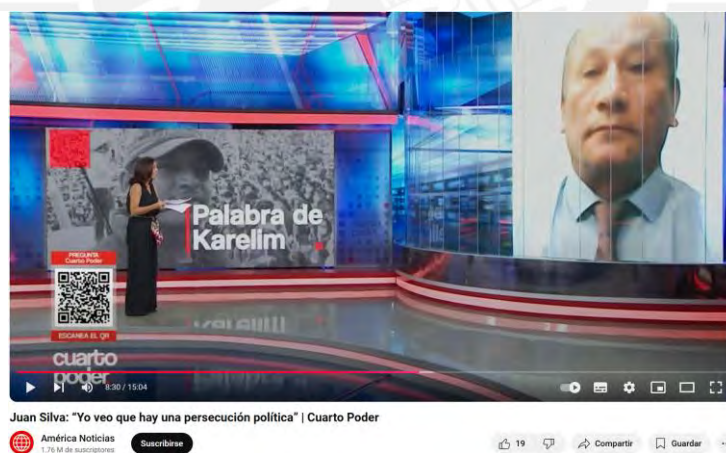 Palabra de
Karelim
PREGUNTA
Cuarto Poder
ESCANEA EL QR
cuarto
poder
8:30 / 15:04
Juan Silva: “Yo veo que hay una persecución política” | Cuarto Poder
América Noticias
1.76 M de suscriptores
Suscribirse
19
Compartir
Guardar